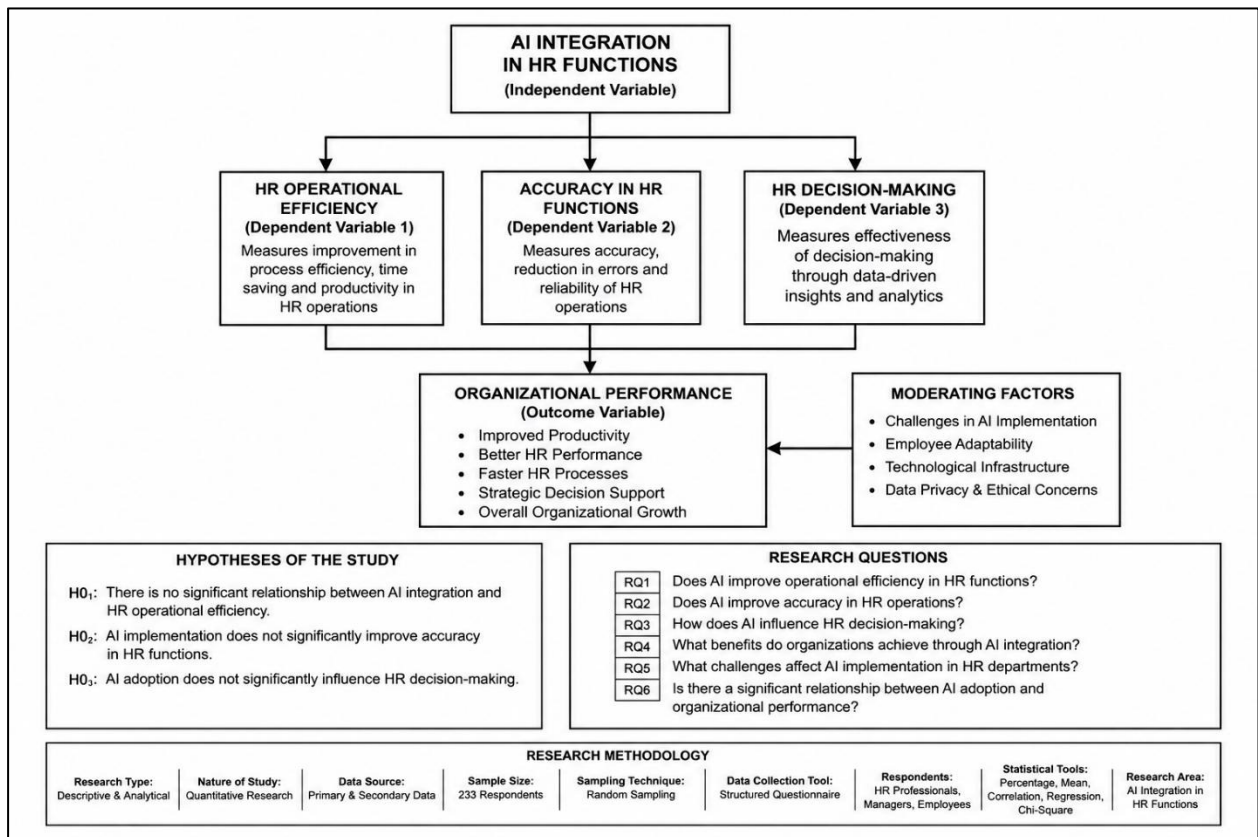 AI INTEGRATION
IN HR FUNCTIONS
(Independent Variable)
HR OPERATIONAL
EFFICIENCY
(Dependent Variable 1)
Measures improvement in
process efficiency, time
saving and productivity in
HR operations
ACCURACY IN HR
FUNCTIONS
(Dependent Variable 2)
Measures accuracy,
reduction in errors and
reliability of HR
operations
HR DECISION-MAKING
(Dependent Variable 3)
Measures effectiveness
of decision-making
through data-driven
insights and analytics
ORGANIZATIONAL PERFORMANCE
(Outcome Variable)
• Improved Productivity
• Better HR Performance
• Faster HR Processes
• Strategic Decision Support
• Overall Organizational Growth
MODERATING FACTORS
• Challenges in AI Implementation
• Employee Adaptability
• Technological Infrastructure
• Data Privacy & Ethical Concerns
HYPOTHESES OF THE STUDY
H0₁: There is no significant relationship between AI integration and
HR operational efficiency.
H0₂: AI implementation does not significantly improve accuracy
in HR functions.
H0₃: AI adoption does not significantly influence HR decision-making.
RESEARCH QUESTIONS
RQ1 Does AI improve operational efficiency in HR functions?
RQ2 Does AI improve accuracy in HR operations?
RQ3 How does AI influence HR decision-making?
RQ4 What benefits do organizations achieve through AI integration?
RQ5 What challenges affect AI implementation in HR departments?
RQ6 Is there a significant relationship between AI adoption and
organizational performance?
RESEARCH METHODOLOGY
Research Type:
Descriptive & Analytical
Nature of Study:
Quantitative Research
Data Source:
Primary & Secondary Data
Sample Size:
233 Respondents
Sampling Technique:
Random Sampling
Data Collection Tool:
Structured Questionnaire
Respondents:
HR Professionals,
Managers, Employees
Statistical Tools:
Percentage, Mean,
Correlation, Regression,
Chi-Square
Research Area:
AI Integration in
HR Functions